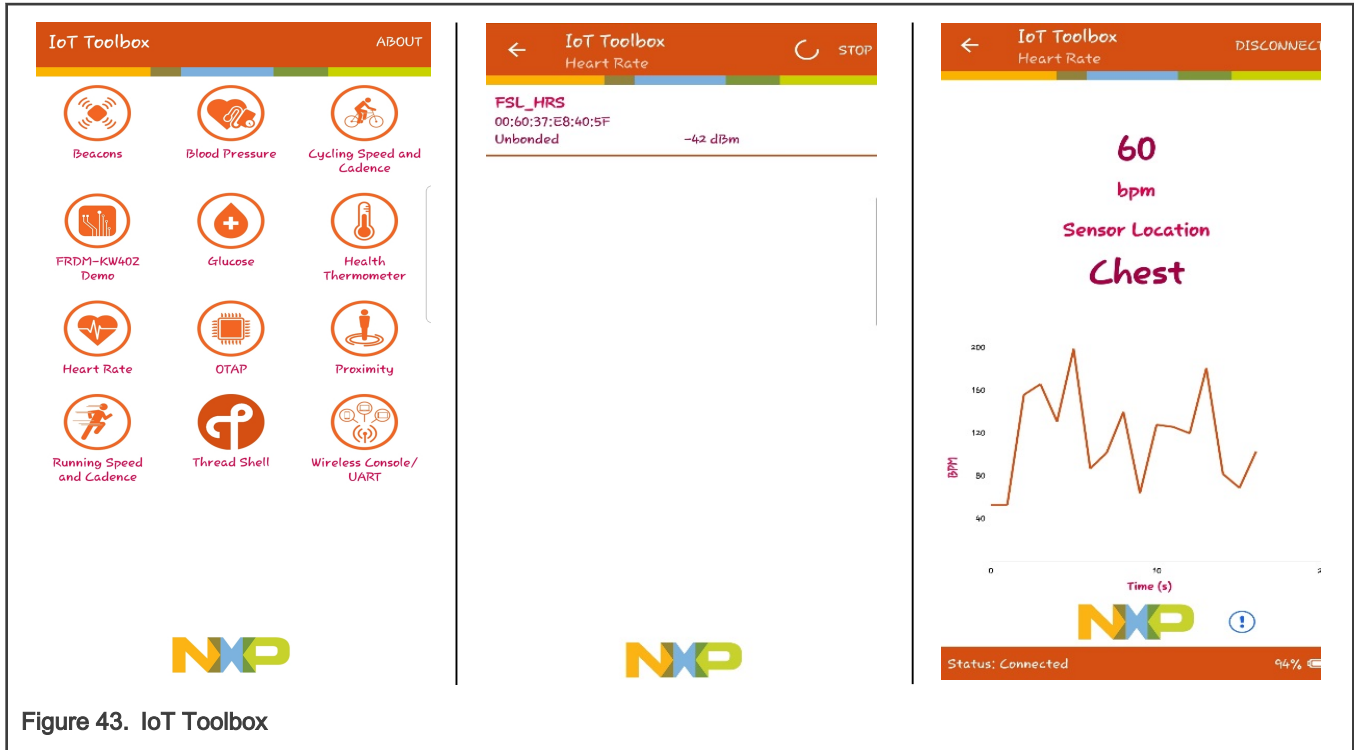 IoT Toolbox
ABOUT
Beacons
Blood Pressure
Cycling Speed and
Cadence
FRDM-KW40Z
Demo
Glucose
Health
Thermometer
Heart Rate
OTAP
Proximity
Running Speed
and Cadence
Thread Shell
Wireless Console/
UART
NXP
IoT Toolbox
Heart Rate
STOP
FSL_HRS
00:60:37:E8:40:5F
Unbonded
-42 dBm
NXP
IoT Toolbox
Heart Rate
DISCONNECT
60
bpm
Sensor Location
Chest
200
160
120
80
40
BPM
0
10
2
Time (s)
NXP
Status: Connected
94%
Figure 43. IoT Toolbox